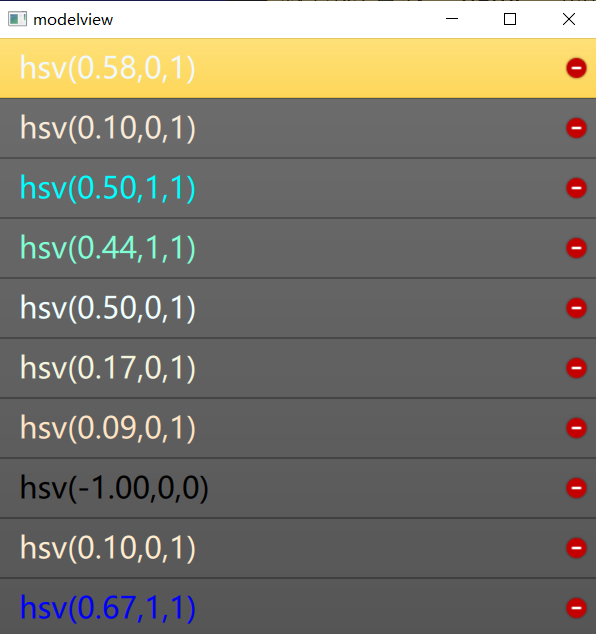 modelview
hsv(0.58,0,1)
hsv(0.10,0,1)
hsv(0.50,1,1)
hsv(0.44,1,1)
hsv(0.50,0,1)
hsv(0.17,0,1)
hsv(0.09,0,1)
hsv(-1.00,0,0)
hsv(0.10,0,1)
hsv(0.67,1,1)